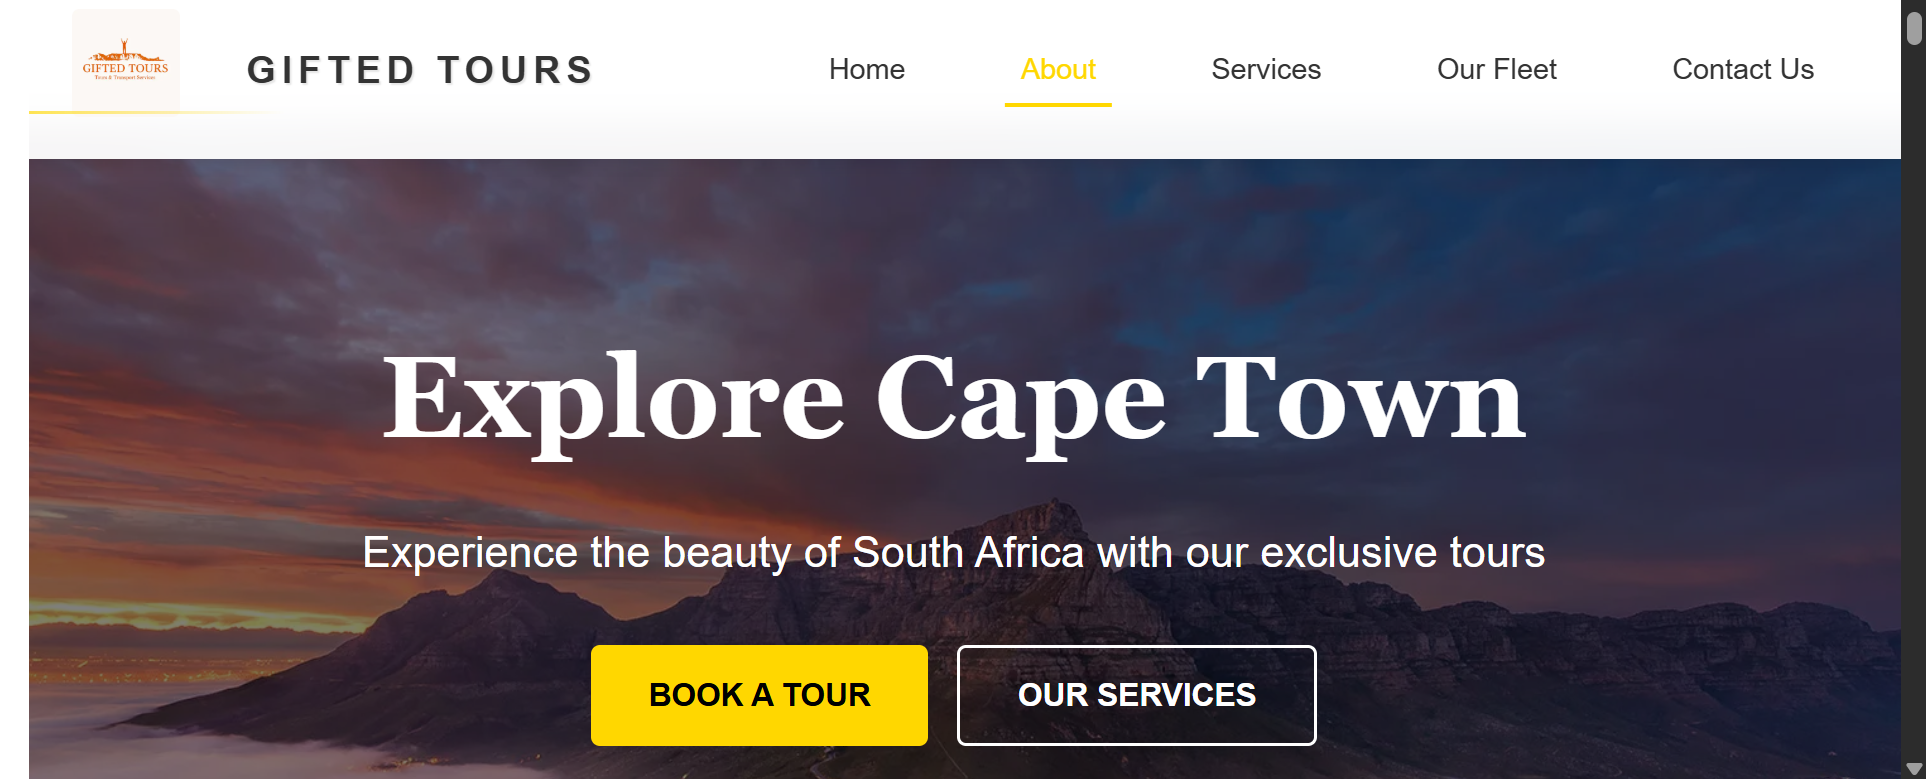 GIFTED TOURS
Tours & Transport Services
GIFTED TOURS
Home
About
Services
Our Fleet
Contact Us
Explore Cape Town
Experience the beauty of South Africa with our exclusive tours
BOOK A TOUR
OUR SERVICES